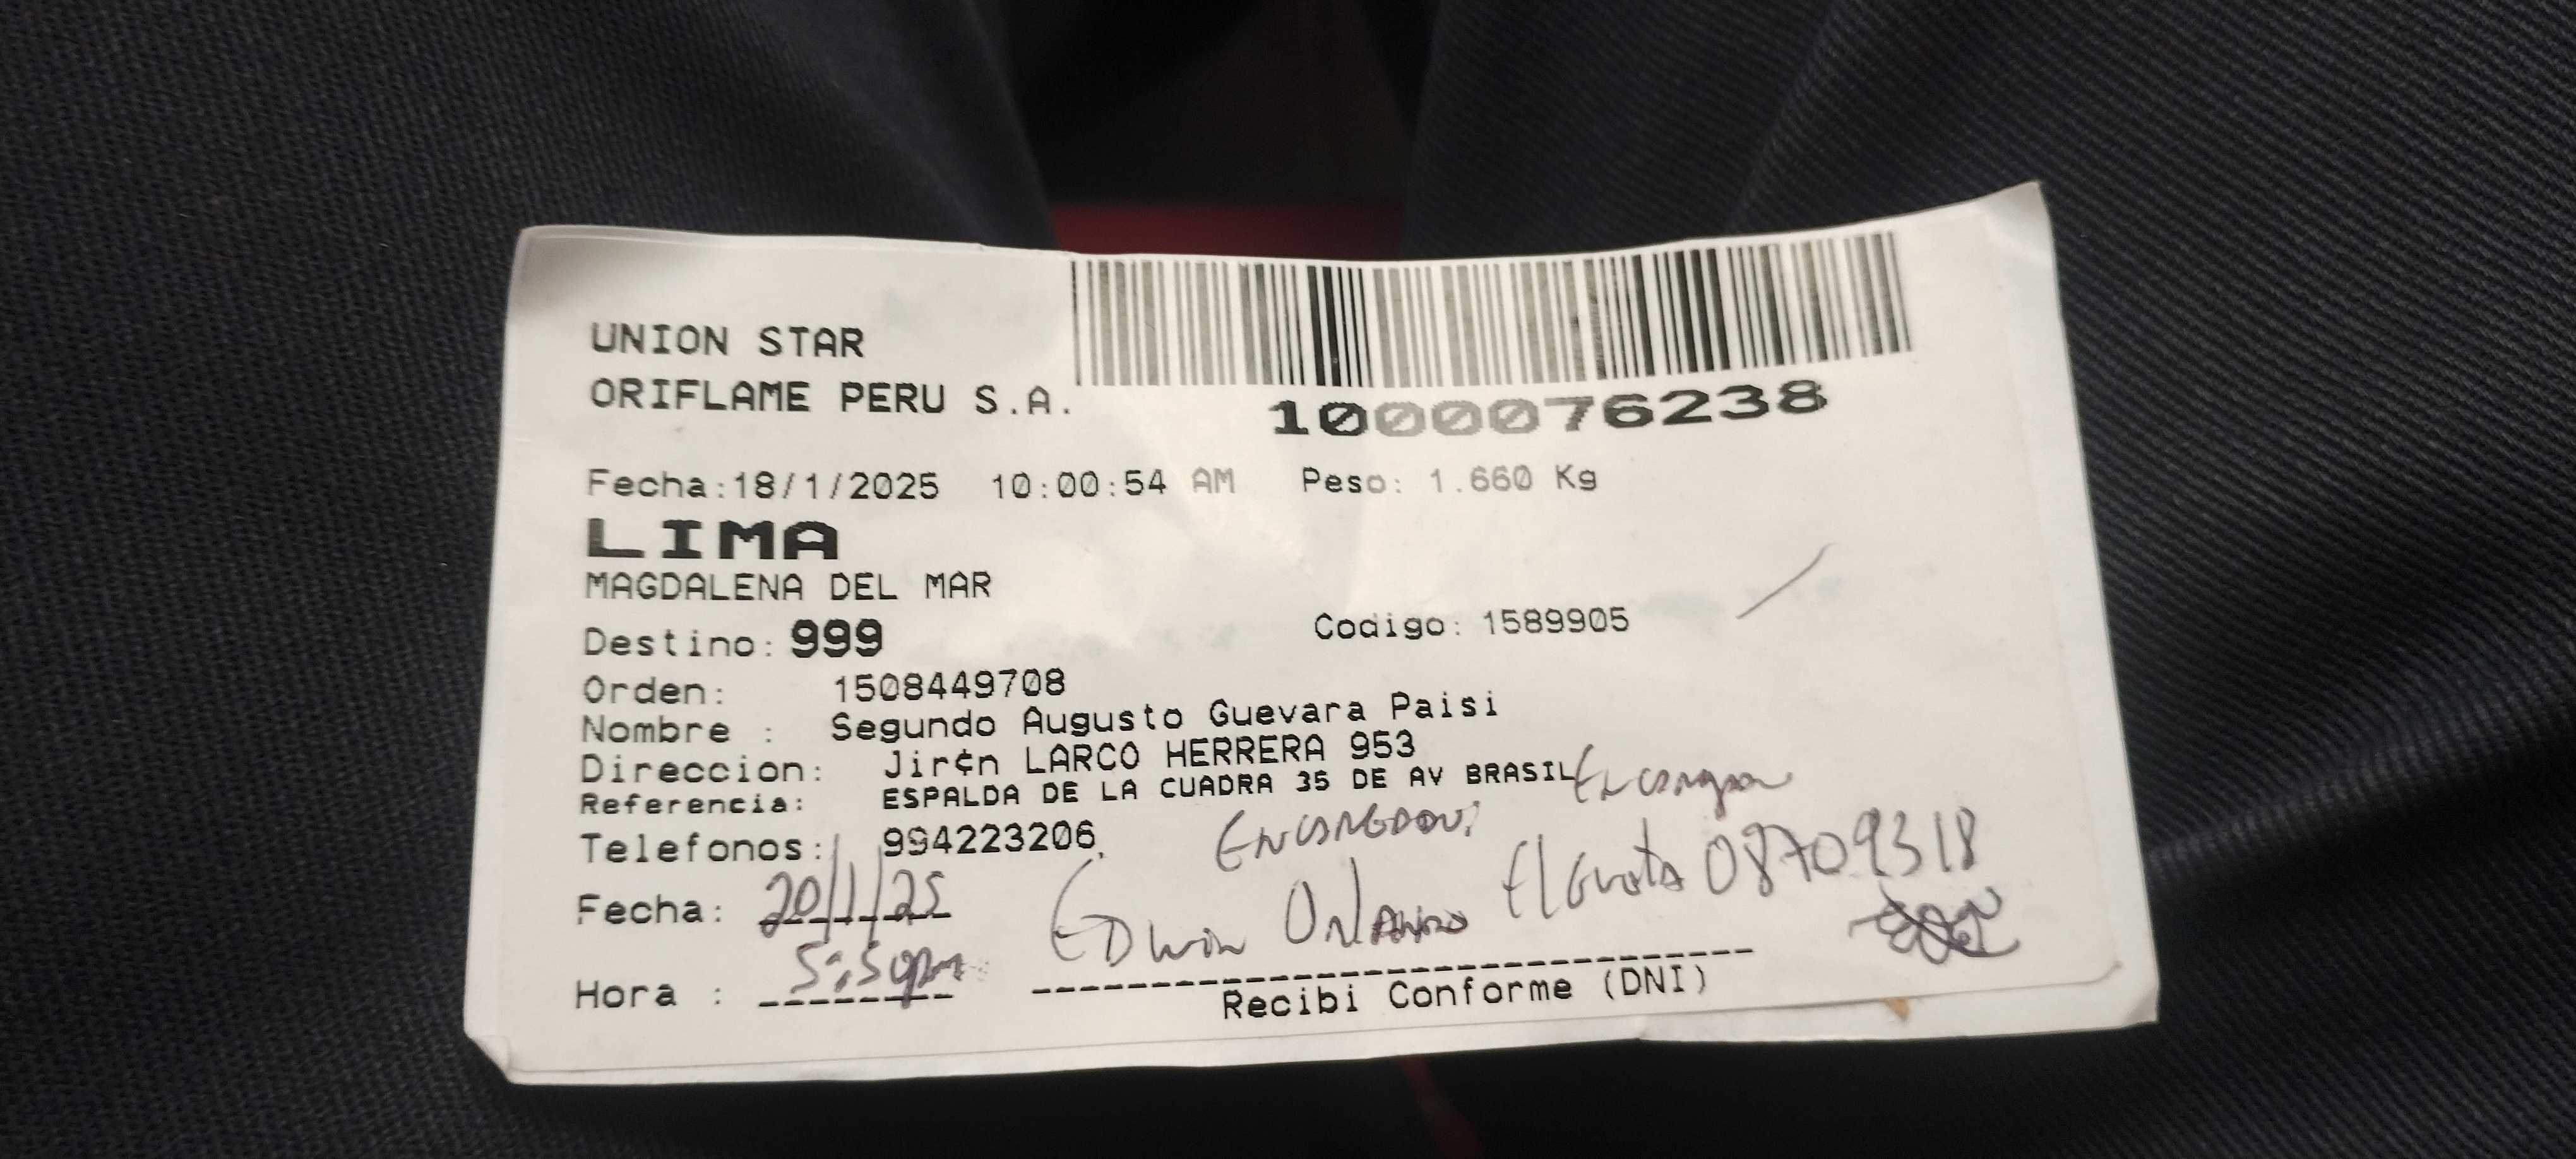 UNION STAR
ORIFLAME PERU S.A.
1000076238
Fecha:18/1/2025 10:00:54 AM Peso: 1.660 Kg
LIMA
MAGDALENA DEL MAR
Destino: 999 Codigo: 1589905
Orden: 1508449708
Nombre : Segundo Augusto Guevara Paisi
Direccion: Jir¢n LARCO HERRERA 953
Referencia: ESPALDA DE LA CUADRA 35 DE AV BRASIL
Telefonos: 994223206
Fecha: 20/1/25 Edwin Orlando 08709318
Hora : 5:50pm
Recibi Conforme (DNI)